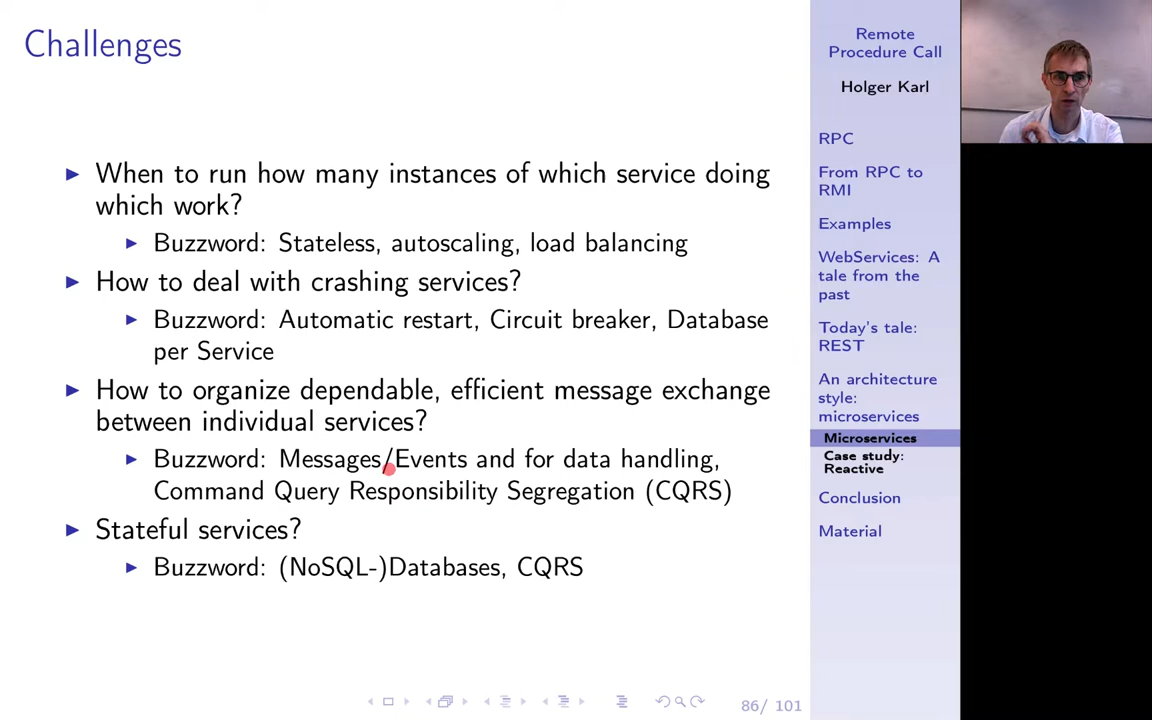 Challenges
When to run how many instances of which service doing
which work?
Buzzword: Stateless, autoscaling, load balancing
How to deal with crashing services?
Buzzword: Automatic restart, Circuit breaker, Database
per Service
How to organize dependable, efficient message exchange
between individual services?
Buzzword: Messages/Events and for data handling,
Command Query Responsibility Segregation (CQRS)
Stateful services?
Buzzword: (NoSQL-)Databases, CQRS
86/ 101
Remote
Procedure Call
Holger Karl
RPC
From RPC to
RMI
Examples
WebServices: A
tale from the
past
Today's tale:
REST
An architecture
style:
microservices
Microservices
Case study:
Reactive
Conclusion
Material